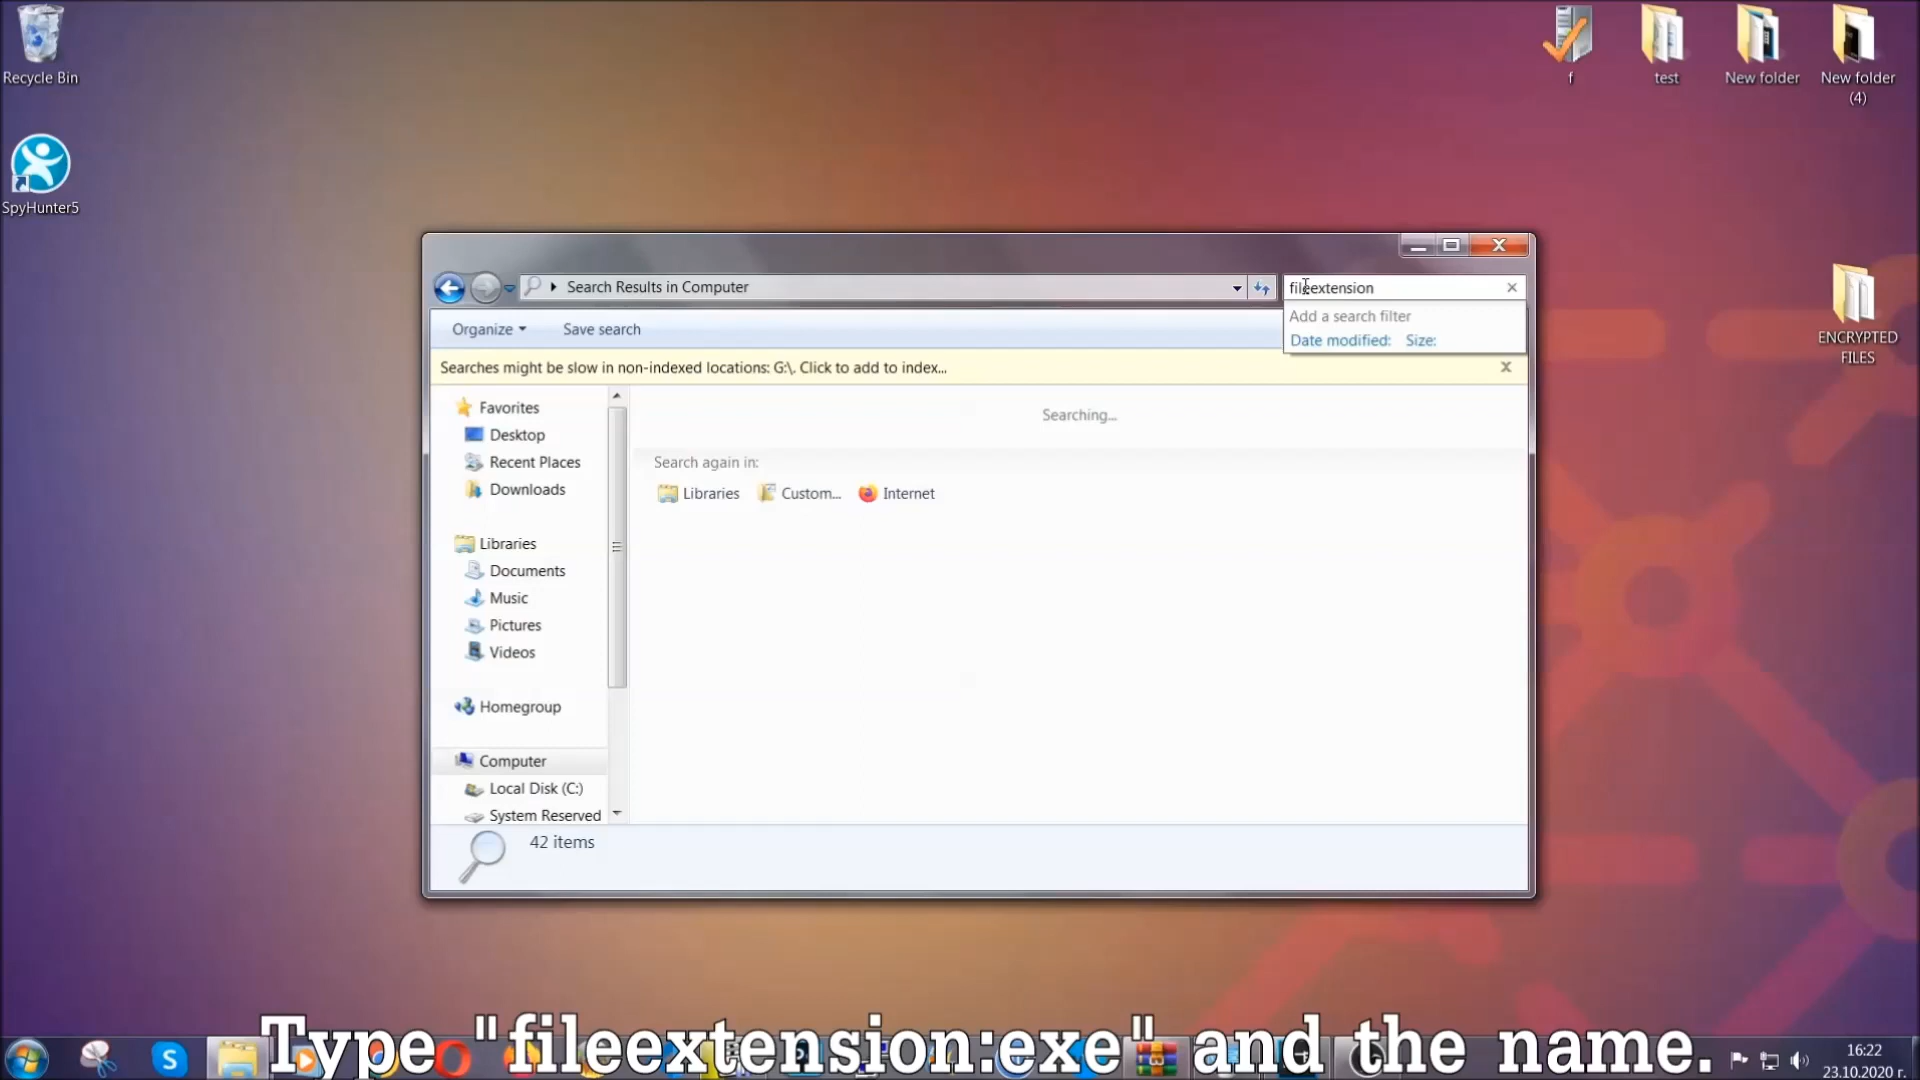 Recycle Bin
SpyHunter5
f
test
New folder
New folder
(4)
ENCRYPTED
FILES
Search Results in Computer
fileextension
Add a search filter
Date modified: Size:
Organize
Save search
Searches might be slow in non-indexed locations: G:\. Click to add to index...
Favorites
Desktop
Recent Places
Downloads
Libraries
Documents
Music
Pictures
Videos
Homegroup
Computer
Local Disk (C:)
System Reserved
Searching...
Search again in:
Libraries
Custom...
Internet
42 items
Type "fileextension:exe" and the name.
16:22
23.10.2020 г.